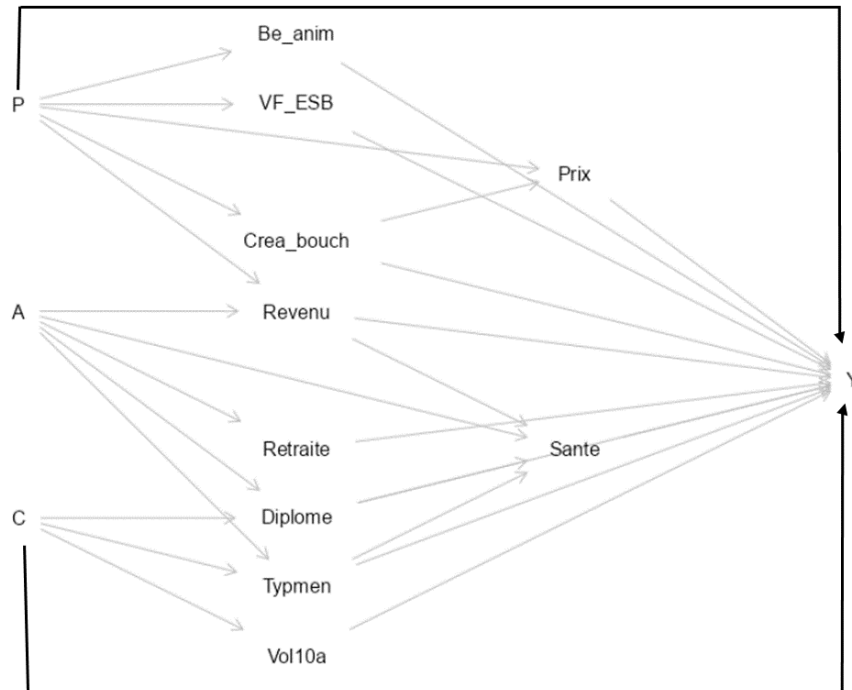 Be_anim
P
VF_ESB
Prix
Crea_bouch
A
Revenu
Y
Retraite
Sante
C
Diplome
Typmen
Vol10a